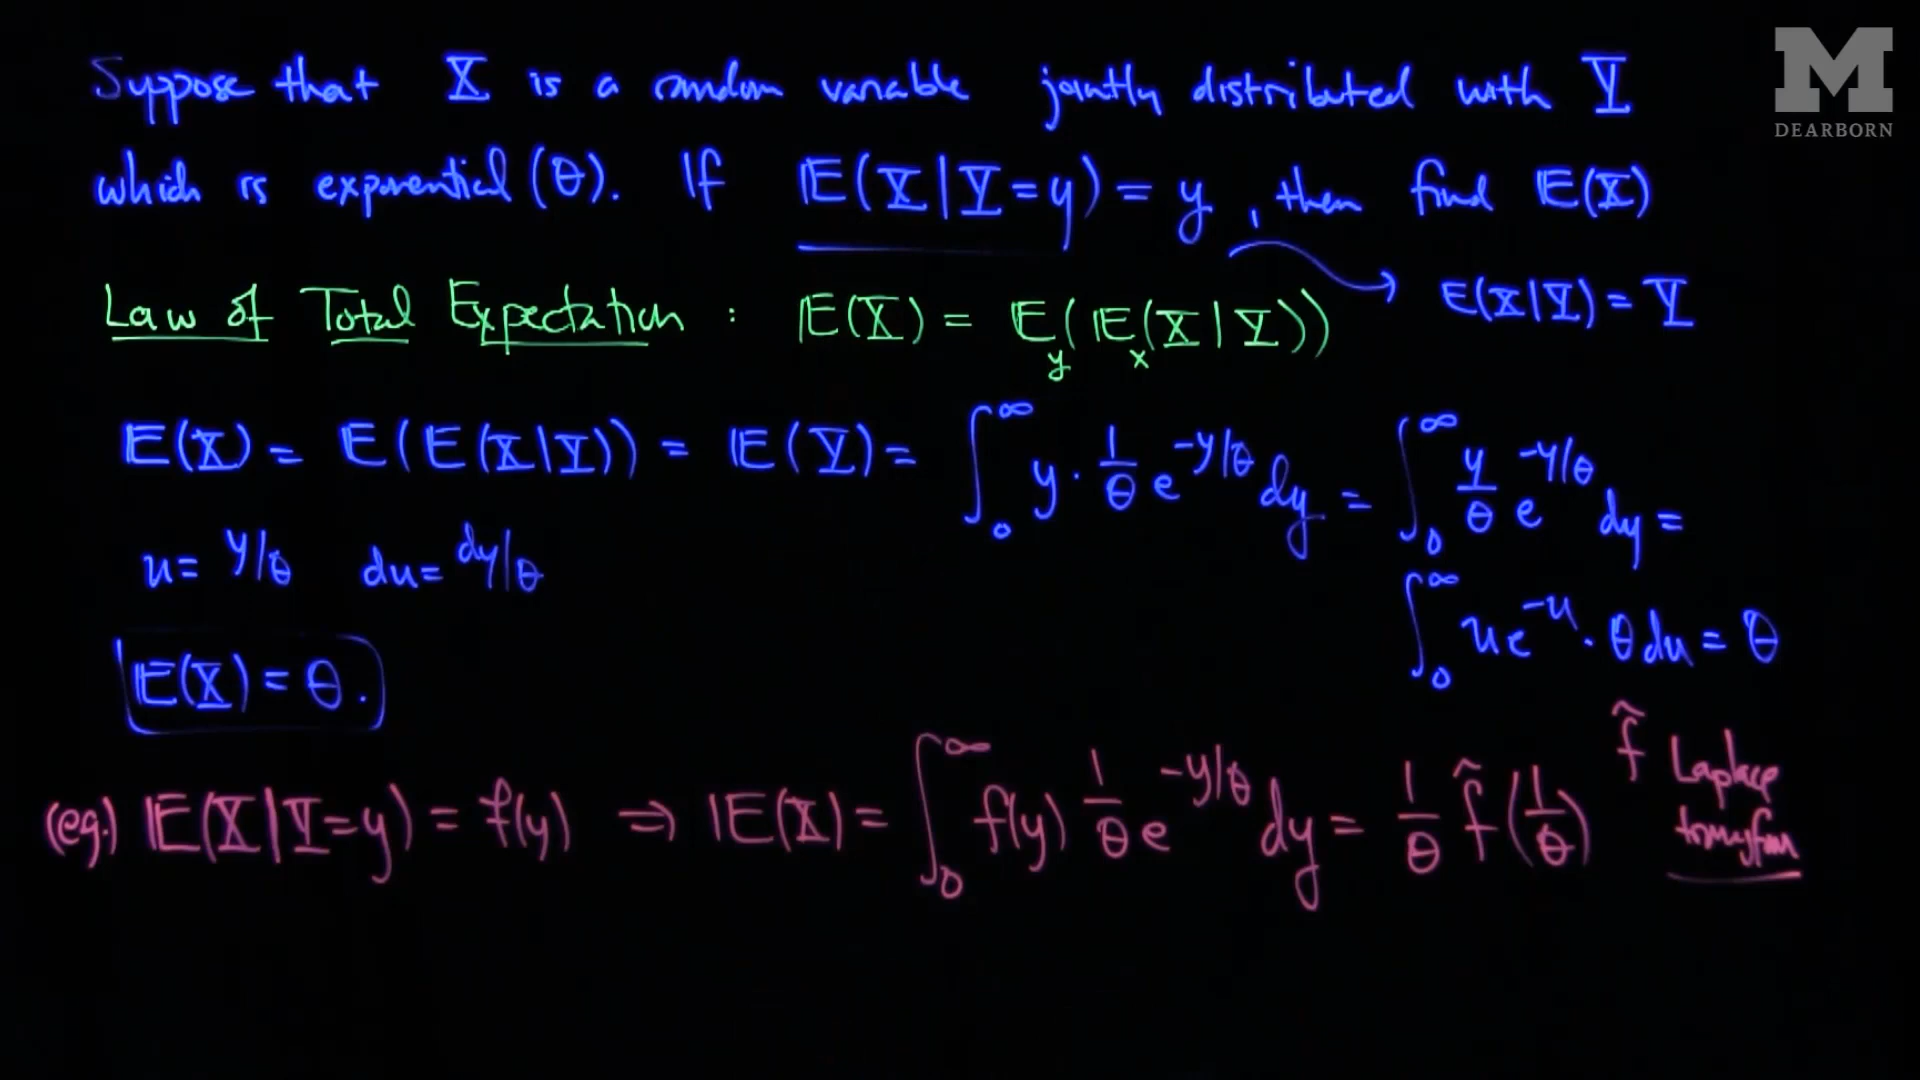 Suppose that X is a random variable jointly distributed with Y
which is exponential(θ). If E(X|Y=y) = y, then find E(X)
Law of Total Expectation : E(X) = E_y(E_x(X|Y))
E(X|Y) = Y
E(X) = E(E(X|Y)) = E(Y) = ∫_0^∞ y · 1/θ e^{-y/θ} dy = ∫_0^∞ y/θ e^{-y/θ} dy =
u = y/θ du = dy/θ
∫_0^∞ u e^{-u} · θ du = θ
E(X) = θ.
(eg.) E(X|Y=y) = f(y) ⇒ E(X) = ∫_0^∞ f(y) 1/θ e^{-y/θ} dy = 1/θ f̂(1/θ)
f̂ Laplace
transform
M
DEARBORN